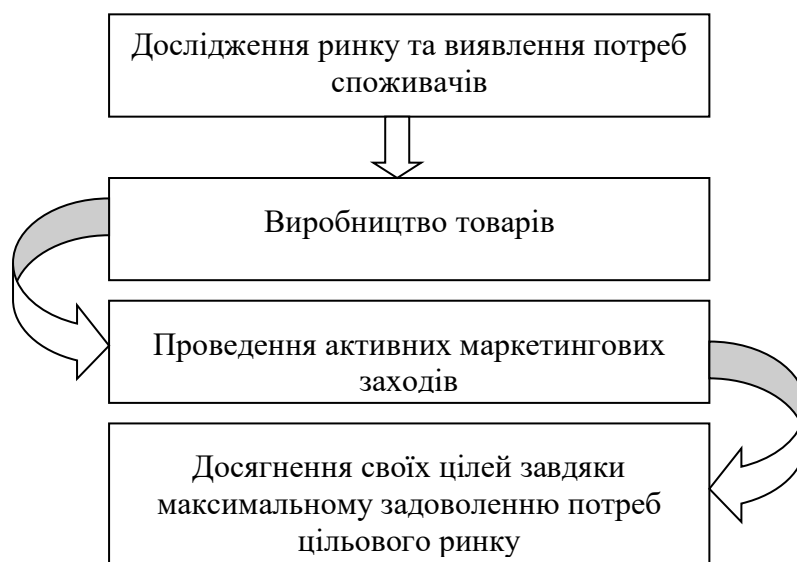 Дослідження ринку та виявлення потреб
споживачів
Виробництво товарів
Проведення активних маркетингових
заходів
Досягнення своїх цілей завдяки
максимальному задоволенню потреб
цільового ринку